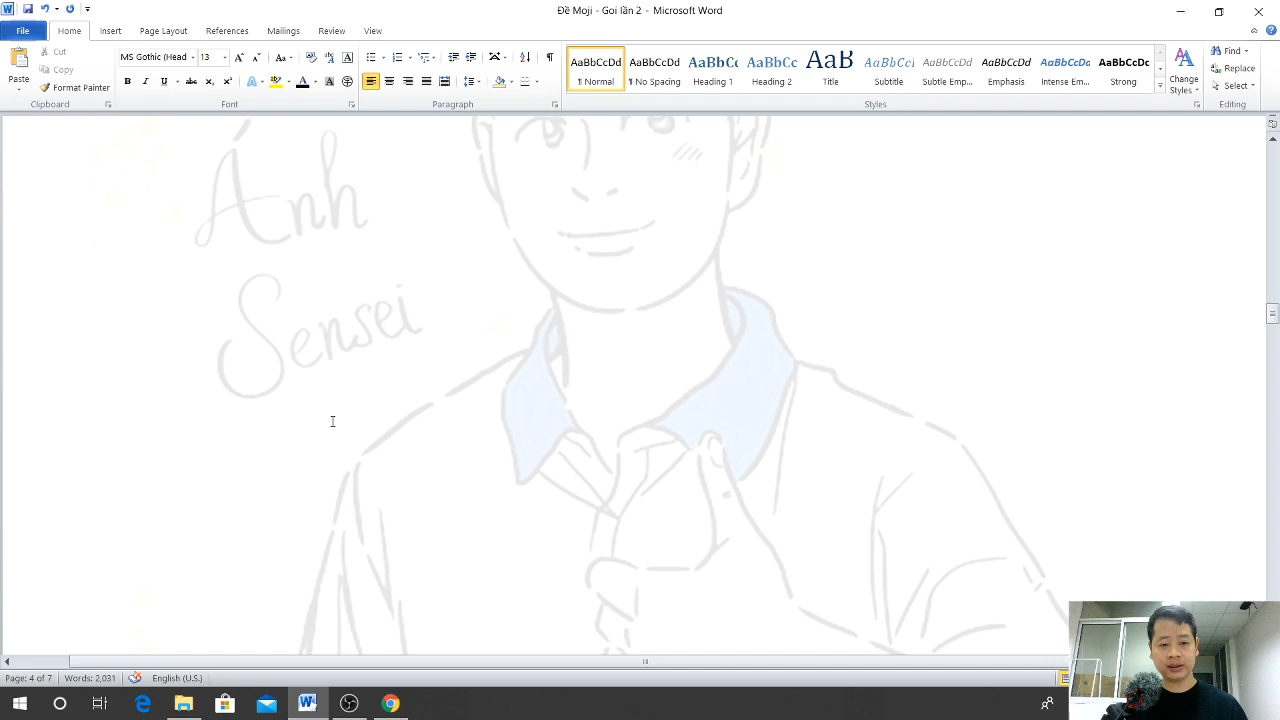 Đề Moji - Goi lần 2 - Microsoft Word
File
Home
Insert
Page Layout
References
Mailings
Review
View
Paste
Cut
Copy
Format Painter
Clipboard
MS Gothic (Head
13
Font
Paragraph
AaBbCcDd
¶ Normal
AaBbCcDd
¶ No Spacing
AaBbCc
Heading 1
AaBbCc
Heading 2
AaB
Title
AaBbCcI
Subtitle
AaBbCcDd
Subtle Emp...
AaBbCcDd
Emphasis
AaBbCcDd
Intense Em...
AaBbCcDc
Strong
Styles
Change
Styles
Find
Replace
Select
Editing
Ánh
Sensei
Page: 4 of 7
Words: 2,031
English (U.S.)